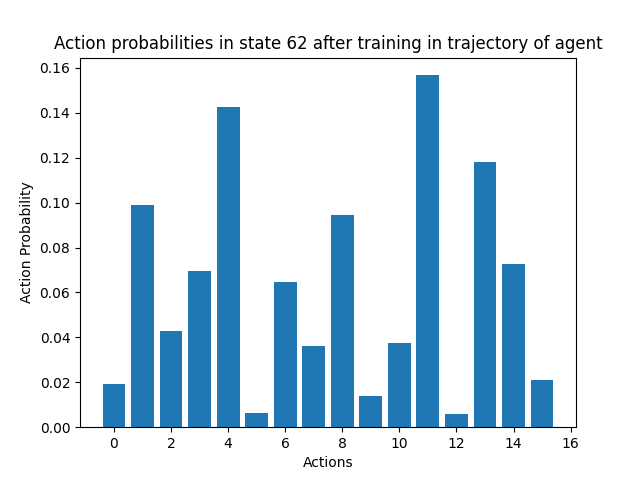 Action probabilities in state 62 after training in trajectory of agent
0.16
0.14
0.12
0.10
0.08
0.06
0.04
0.02
0.00
Action Probability
0 2 4 6 8 10 12 14 16
Actions